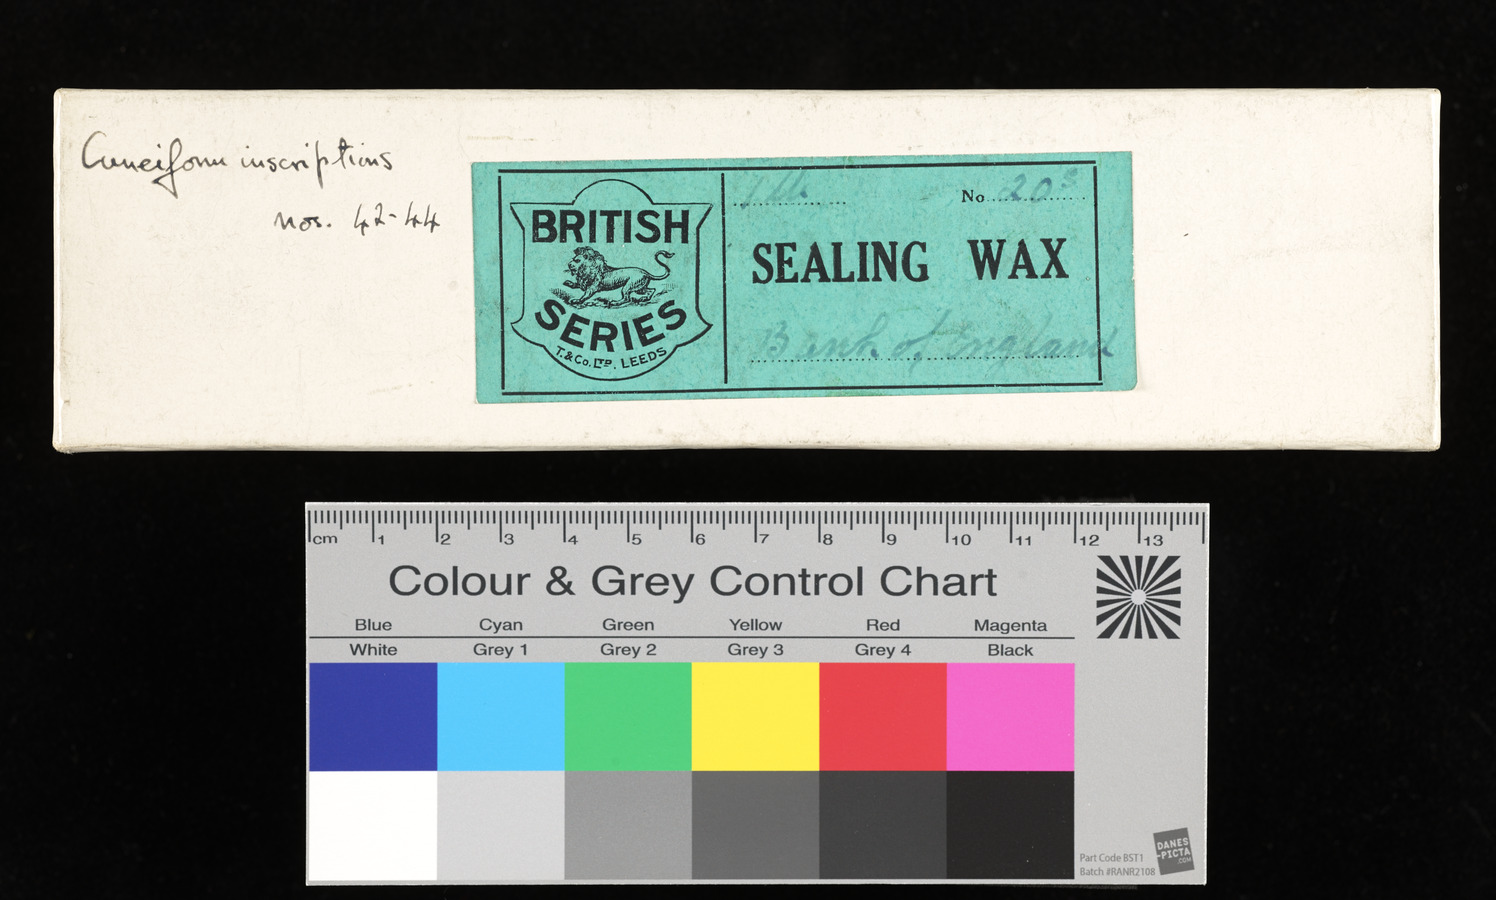 Cuneiform inscriptions
nos. 42-44
BRITISH
SERIES
T. & Co. LTD. LEEDS
1 lb. No 20s
SEALING WAX
Bank of England
cm 1 2 3 4 5 6 7 8 9 10 11 12 13
Colour & Grey Control Chart
Blue Cyan Green Yellow Red Magenta
White Grey 1 Grey 2 Grey 3 Grey 4 Black
DANES
-PICTA
.COM
Part Code BST1
Batch #RANR2108